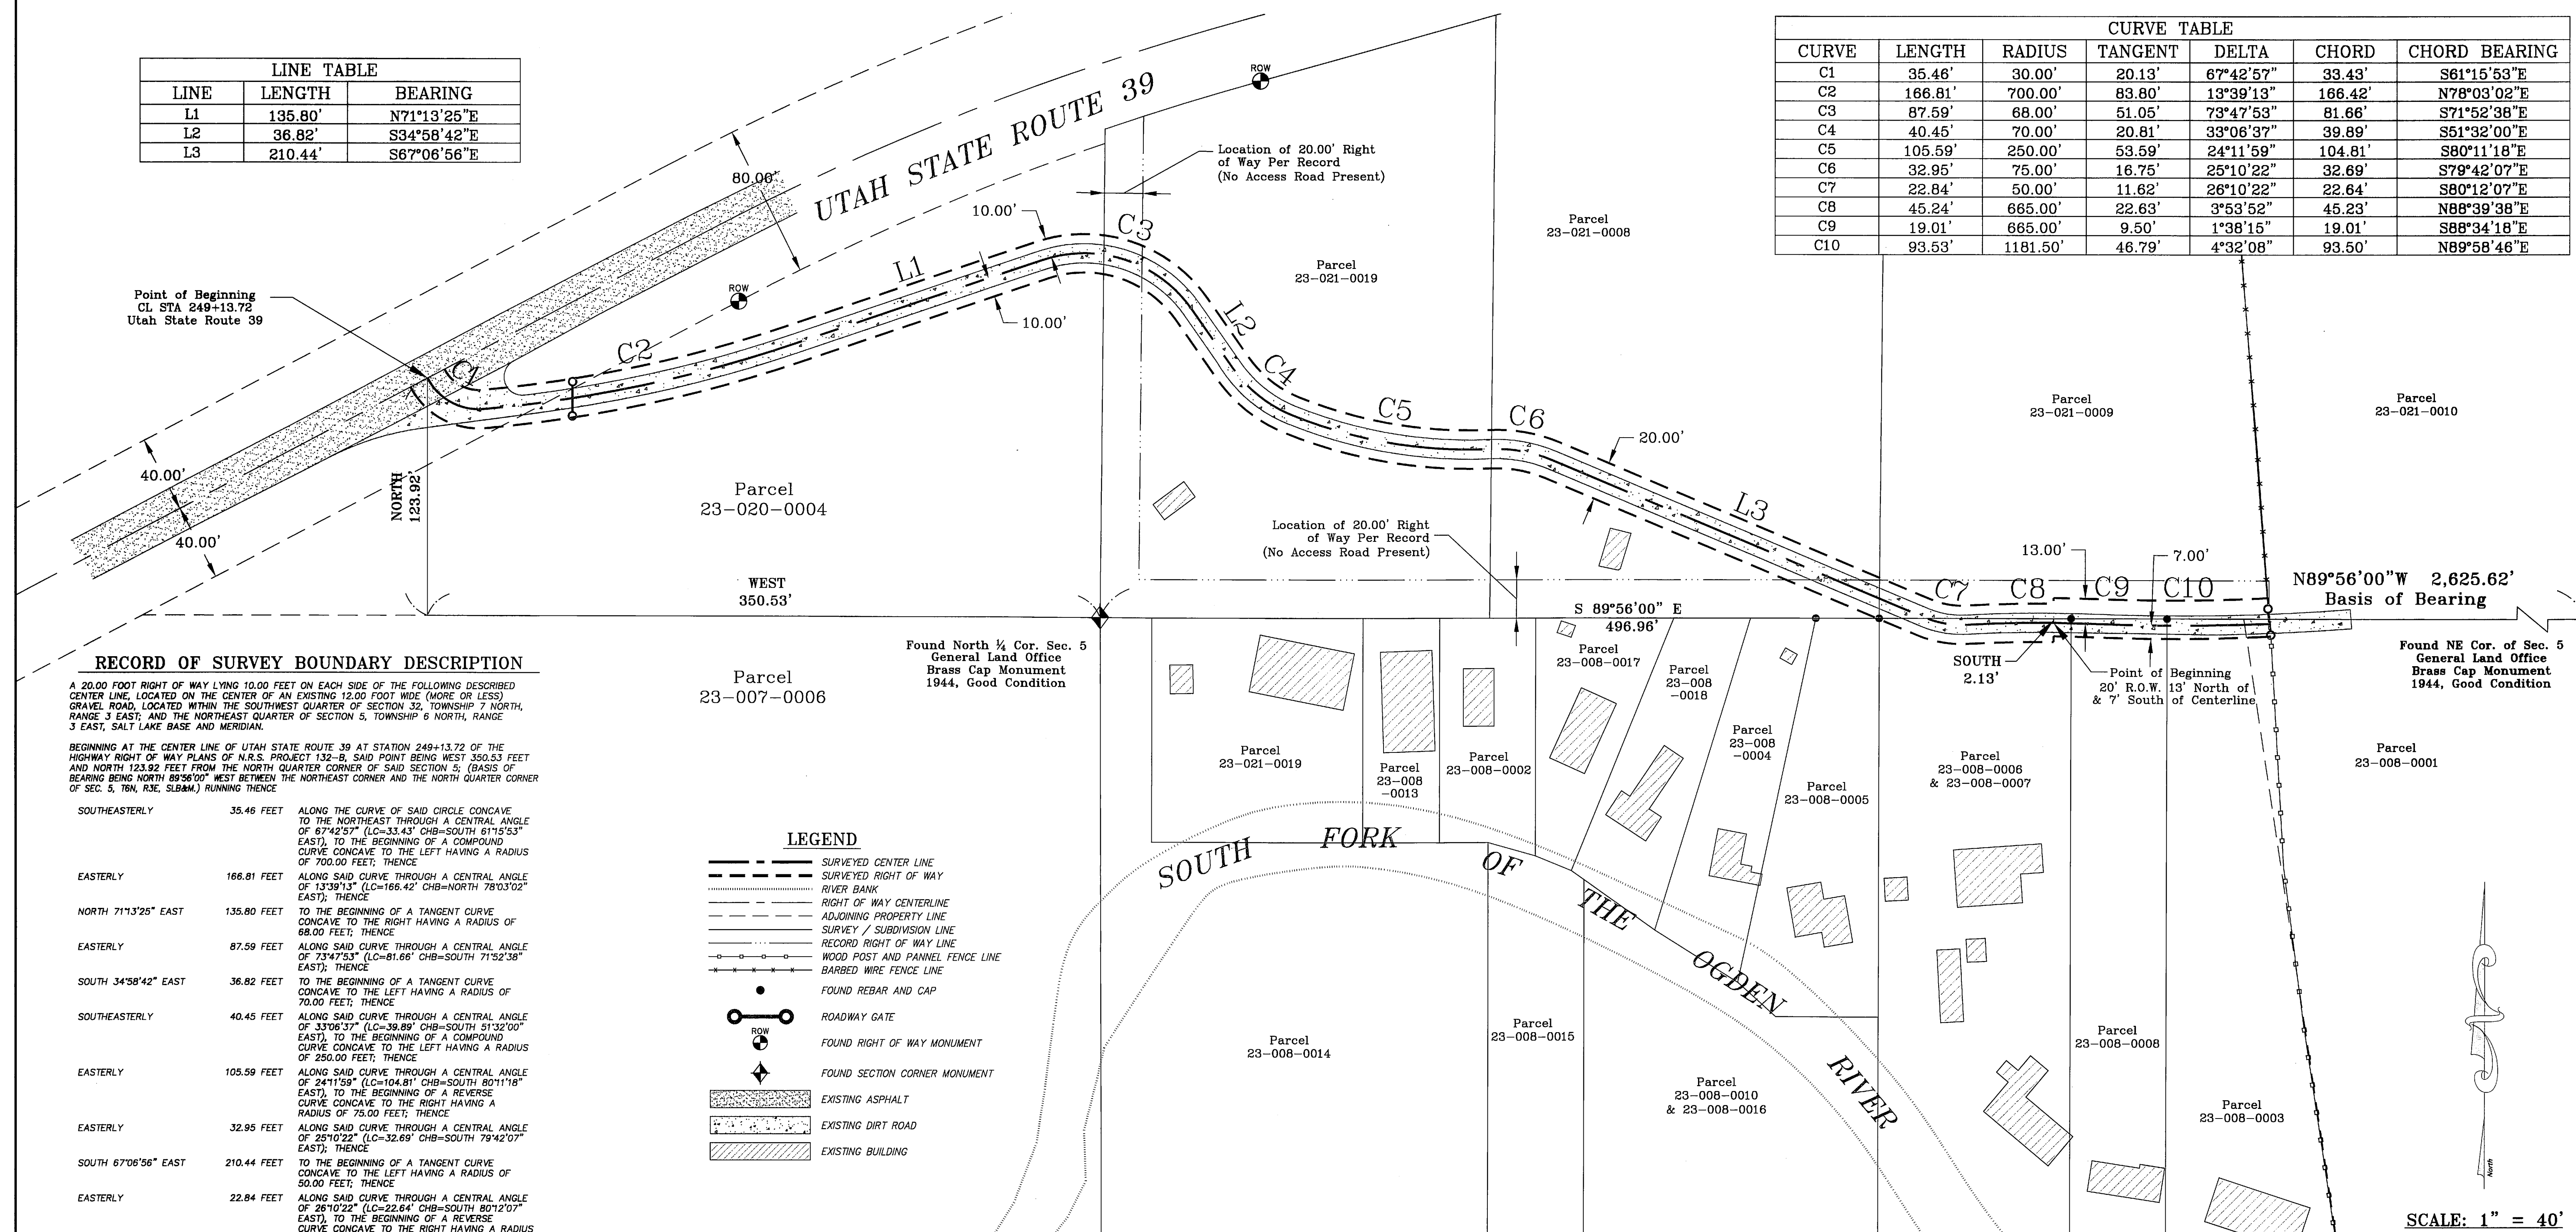 LINE TABLE
LINE LENGTH BEARING
L1 135.80' N71°13'25"E
L2 36.82' S34°58'42"E
L3 210.44' S67°06'56"E
CURVE TABLE
CURVE LENGTH RADIUS TANGENT DELTA CHORD CHORD BEARING
C1 35.46' 30.00' 20.13' 67°42'57" 33.43' S61°15'53"E
C2 166.81' 700.00' 83.80' 13°39'13" 166.42' N78°03'02"E
C3 87.59' 68.00' 51.05' 73°47'53" 81.66' S71°52'38"E
C4 40.45' 70.00' 20.81' 33°06'37" 39.89' S51°32'00"E
C5 105.59' 250.00' 53.59' 24°11'59" 104.81' S80°11'18"E
C6 32.95' 75.00' 16.75' 25°10'22" 32.69' S79°42'07"E
C7 22.84' 50.00' 11.62' 26°10'22" 22.64' S80°12'07"E
C8 45.24' 665.00' 22.63' 3°53'52" 45.23' N88°39'38"E
C9 19.01' 665.00' 9.50' 1°38'15" 19.01' S88°34'18"E
C10 93.53' 1181.50' 46.79' 4°32'08" 93.50' N89°58'46"E
UTAH STATE ROUTE 39
ROW
80.00'
Location of 20.00' Right
of Way Per Record
(No Access Road Present)
10.00'
C3
L1
Parcel
23-021-0008
Parcel
23-021-0019
Point of Beginning
CL STA 249+13.72
Utah State Route 39
ROW
10.00'
L2
C1
C2
C4
C5
C6
20.00'
Parcel
23-021-0009
Parcel
23-021-0010
40.00'
40.00'
NORTH
123.92'
Parcel
23-020-0004
L3
Location of 20.00' Right
of Way Per Record
(No Access Road Present)
13.00'
7.00'
WEST
350.53'
C7
C8
C9
C10
N89°56'00"W 2,625.62'
Basis of Bearing
S 89°56'00" E
496.96'
Found North ¼ Cor. Sec. 5
General Land Office
Brass Cap Monument
1944, Good Condition
Found NE Cor. of Sec. 5
General Land Office
Brass Cap Monument
1944, Good Condition
SOUTH
2.13'
Point of Beginning
20' R.O.W. 13' North of
& 7' South of Centerline
Parcel
23-007-0006
Parcel
23-008-0017
Parcel
23-008
-0018
Parcel
23-008
-0004
Parcel
23-021-0019
Parcel
23-008
-0013
Parcel
23-008-0002
Parcel
23-008-0005
Parcel
23-008-0006
& 23-008-0007
Parcel
23-008-0001
SOUTH FORK OF THE OGDEN RIVER
Parcel
23-008-0014
Parcel
23-008-0015
Parcel
23-008-0010
& 23-008-0016
Parcel
23-008-0008
Parcel
23-008-0003
RECORD OF SURVEY BOUNDARY DESCRIPTION
A 20.00 FOOT RIGHT OF WAY LYING 10.00 FEET ON EACH SIDE OF THE FOLLOWING DESCRIBED
CENTER LINE, LOCATED ON THE CENTER OF AN EXISTING 12.00 FOOT WIDE (MORE OR LESS)
GRAVEL ROAD, LOCATED WITHIN THE SOUTHWEST QUARTER OF SECTION 32, TOWNSHIP 7 NORTH,
RANGE 3 EAST; AND THE NORTHEAST QUARTER OF SECTION 5, TOWNSHIP 6 NORTH, RANGE
3 EAST, SALT LAKE BASE AND MERIDIAN.
BEGINNING AT THE CENTER LINE OF UTAH STATE ROUTE 39 AT STATION 249+13.72 OF THE
HIGHWAY RIGHT OF WAY PLANS OF N.R.S. PROJECT 132-B, SAID POINT BEING WEST 350.53 FEET
AND NORTH 123.92 FEET FROM THE NORTH QUARTER CORNER OF SAID SECTION 5; (BASIS OF
BEARING BEING NORTH 89°56'00" WEST BETWEEN THE NORTHEAST CORNER AND THE NORTH QUARTER CORNER
OF SEC. 5, T6N, R3E, SLB&M.) RUNNING THENCE
SOUTHEASTERLY 35.46 FEET ALONG THE CURVE OF SAID CIRCLE CONCAVE
TO THE NORTHEAST THROUGH A CENTRAL ANGLE
OF 67°42'57" (LC=33.43' CHB=SOUTH 61°15'53"
EAST), TO THE BEGINNING OF A COMPOUND
CURVE CONCAVE TO THE LEFT HAVING A RADIUS
OF 700.00 FEET; THENCE
EASTERLY 166.81 FEET ALONG SAID CURVE THROUGH A CENTRAL ANGLE
OF 13°39'13" (LC=166.42' CHB=NORTH 78°03'02"
EAST); THENCE
NORTH 71°13'25" EAST 135.80 FEET TO THE BEGINNING OF A TANGENT CURVE
CONCAVE TO THE RIGHT HAVING A RADIUS OF
68.00 FEET; THENCE
EASTERLY 87.59 FEET ALONG SAID CURVE THROUGH A CENTRAL ANGLE
OF 73°47'53" (LC=81.66' CHB=SOUTH 71°52'38"
EAST); THENCE
SOUTH 34°58'42" EAST 36.82 FEET TO THE BEGINNING OF A TANGENT CURVE
CONCAVE TO THE LEFT HAVING A RADIUS OF
70.00 FEET; THENCE
SOUTHEASTERLY 40.45 FEET ALONG SAID CURVE THROUGH A CENTRAL ANGLE
OF 33°06'37" (LC=39.89' CHB=SOUTH 51°32'00"
EAST), TO THE BEGINNING OF A COMPOUND
CURVE CONCAVE TO THE LEFT HAVING A RADIUS
OF 250.00 FEET; THENCE
EASTERLY 105.59 FEET ALONG SAID CURVE THROUGH A CENTRAL ANGLE
OF 24°11'59" (LC=104.81' CHB=SOUTH 80°11'18"
EAST), TO THE BEGINNING OF A REVERSE
CURVE CONCAVE TO THE RIGHT HAVING A
RADIUS OF 75.00 FEET; THENCE
EASTERLY 32.95 FEET ALONG SAID CURVE THROUGH A CENTRAL ANGLE
OF 25°10'22" (LC=32.69' CHB=SOUTH 79°42'07"
EAST); THENCE
SOUTH 67°06'56" EAST 210.44 FEET TO THE BEGINNING OF A TANGENT CURVE
CONCAVE TO THE LEFT HAVING A RADIUS OF
50.00 FEET; THENCE
EASTERLY 22.84 FEET ALONG SAID CURVE THROUGH A CENTRAL ANGLE
OF 26°10'22" (LC=22.64' CHB=SOUTH 80°12'07"
EAST), TO THE BEGINNING OF A REVERSE
CURVE CONCAVE TO THE RIGHT HAVING A RADIUS
LEGEND
SURVEYED CENTER LINE
SURVEYED RIGHT OF WAY
RIVER BANK
RIGHT OF WAY CENTERLINE
ADJOINING PROPERTY LINE
SURVEY / SUBDIVISION LINE
RECORD RIGHT OF WAY LINE
WOOD POST AND PANNEL FENCE LINE
BARBED WIRE FENCE LINE
FOUND REBAR AND CAP
ROADWAY GATE
ROW
FOUND RIGHT OF WAY MONUMENT
FOUND SECTION CORNER MONUMENT
EXISTING ASPHALT
EXISTING DIRT ROAD
EXISTING BUILDING
North
SCALE: 1" = 40'